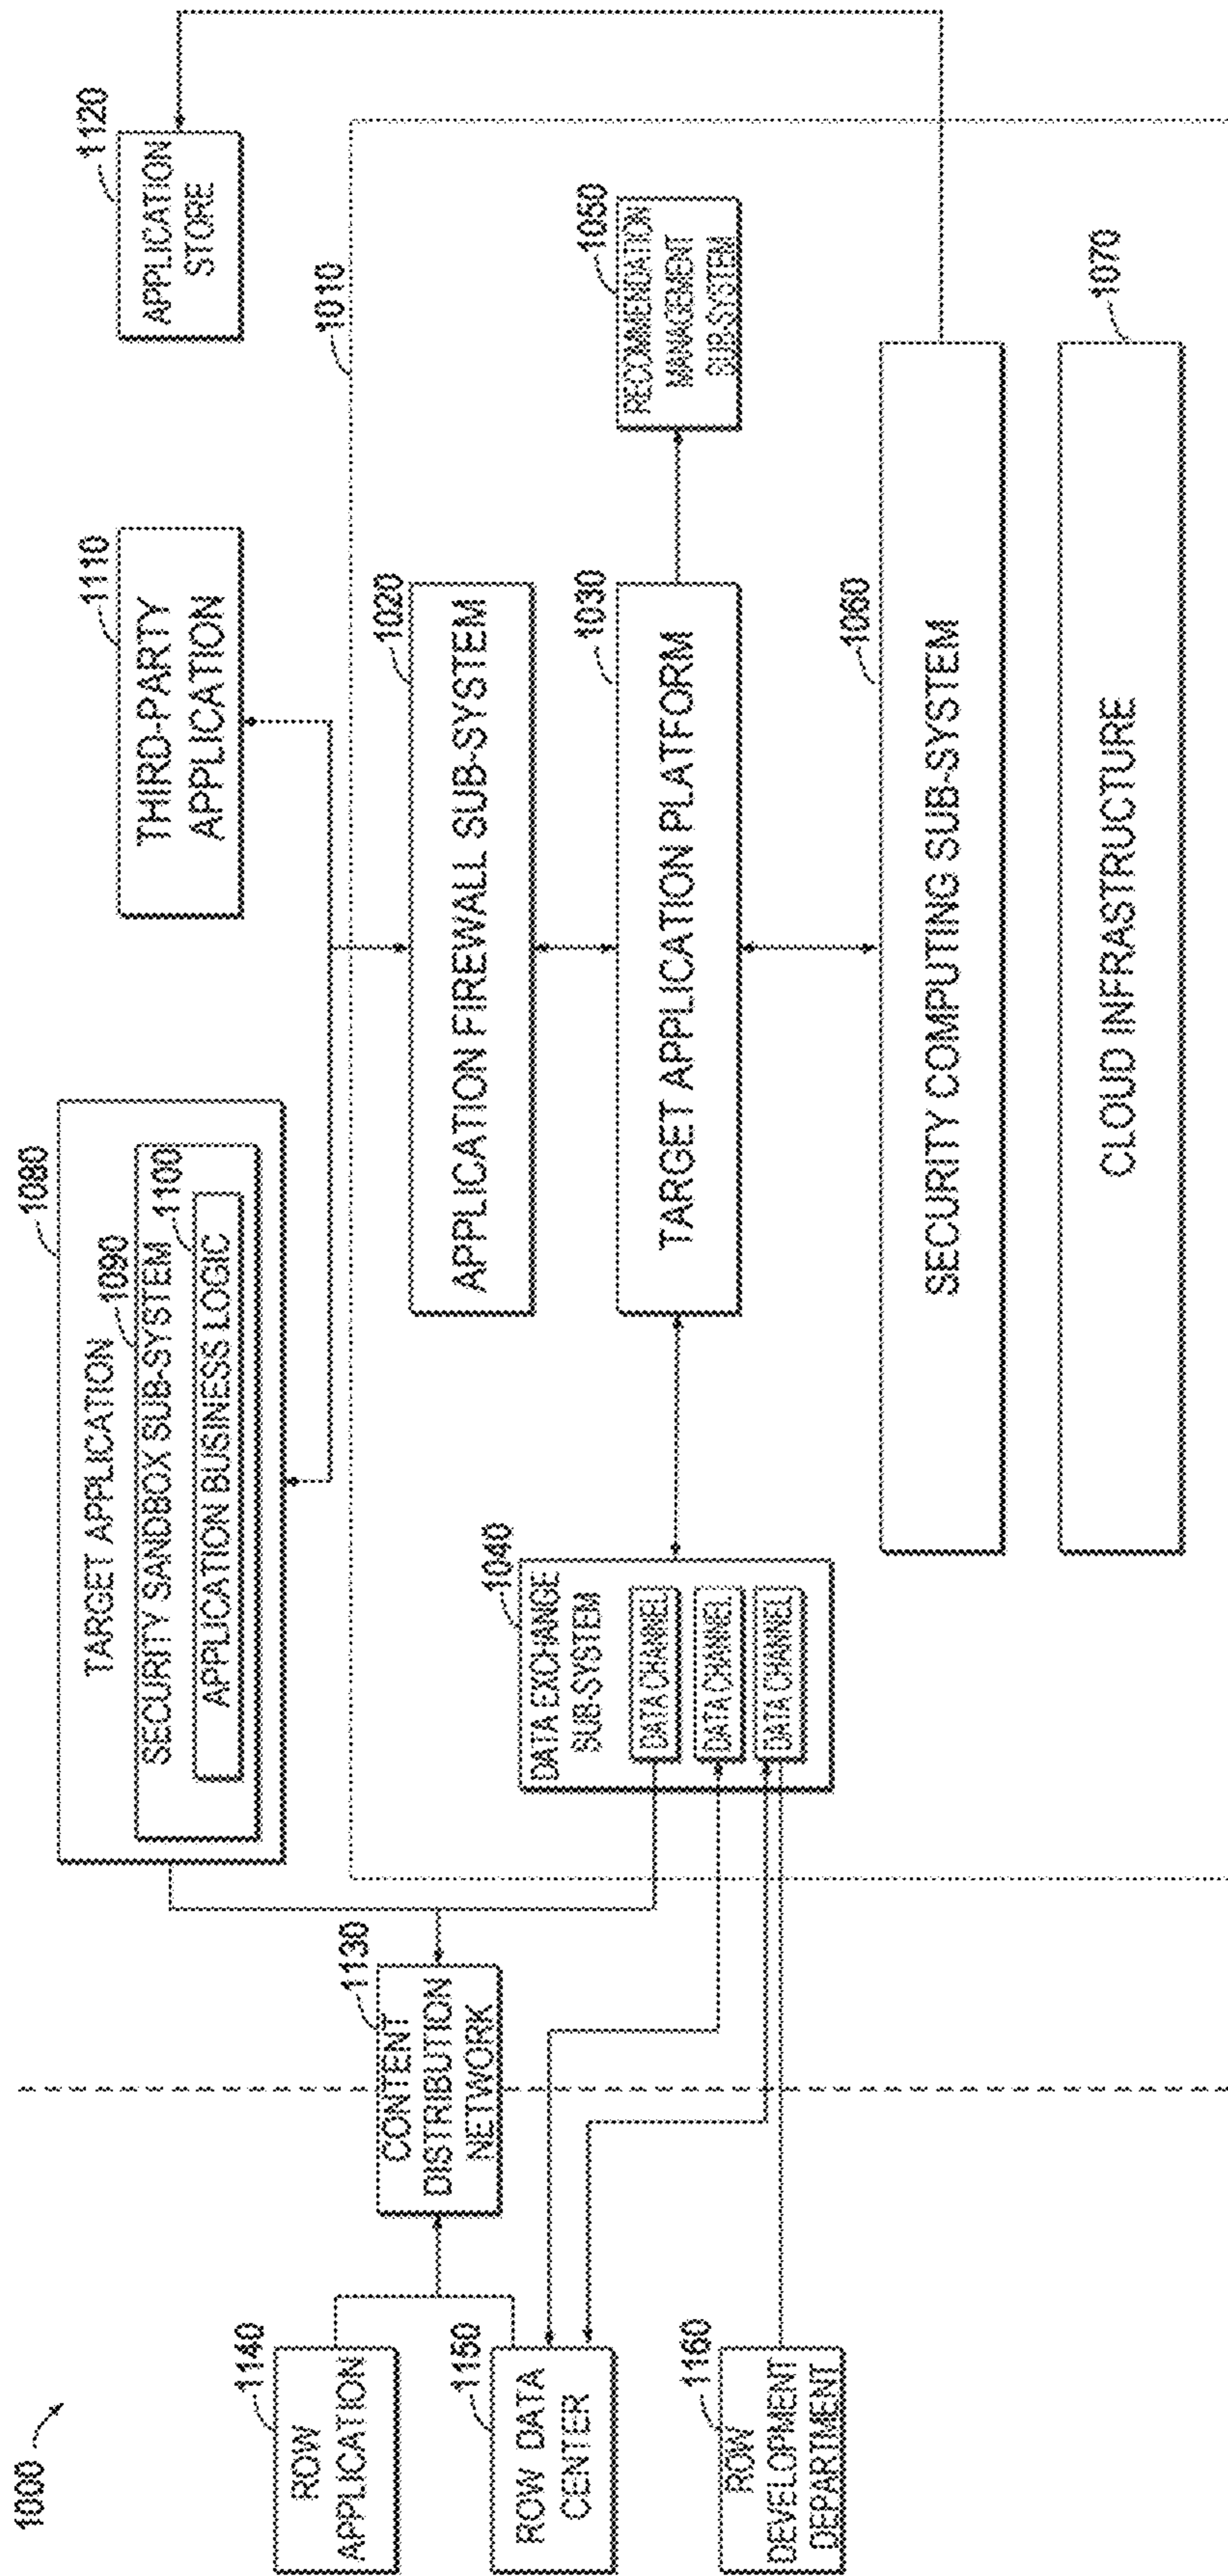 1000
1140
ROW
APPLICATION
1150
ROW DATA
CENTER
1160
ROW
DEVELOPMENT
DEPARTMENT
1130
CONTENT
DISTRIBUTION
NETWORK
1080
TARGET APPLICATION
1090
SECURITY SANDBOX SUB-SYSTEM
1100
APPLICATION BUSINESS LOGIC
1110
THIRD-PARTY
APPLICATION
1120
APPLICATION
STORE
1010
1020
APPLICATION FIREWALL SUB-SYSTEM
1040
DATA EXCHANGE
SUB-SYSTEM
DATA CHANNEL
DATA CHANNEL
DATA CHANNEL
1030
TARGET APPLICATION PLATFORM
1050
RECOMMENDATION
MANAGEMENT
SUB-SYSTEM
1060
SECURITY COMPUTING SUB-SYSTEM
1070
CLOUD INFRASTRUCTURE